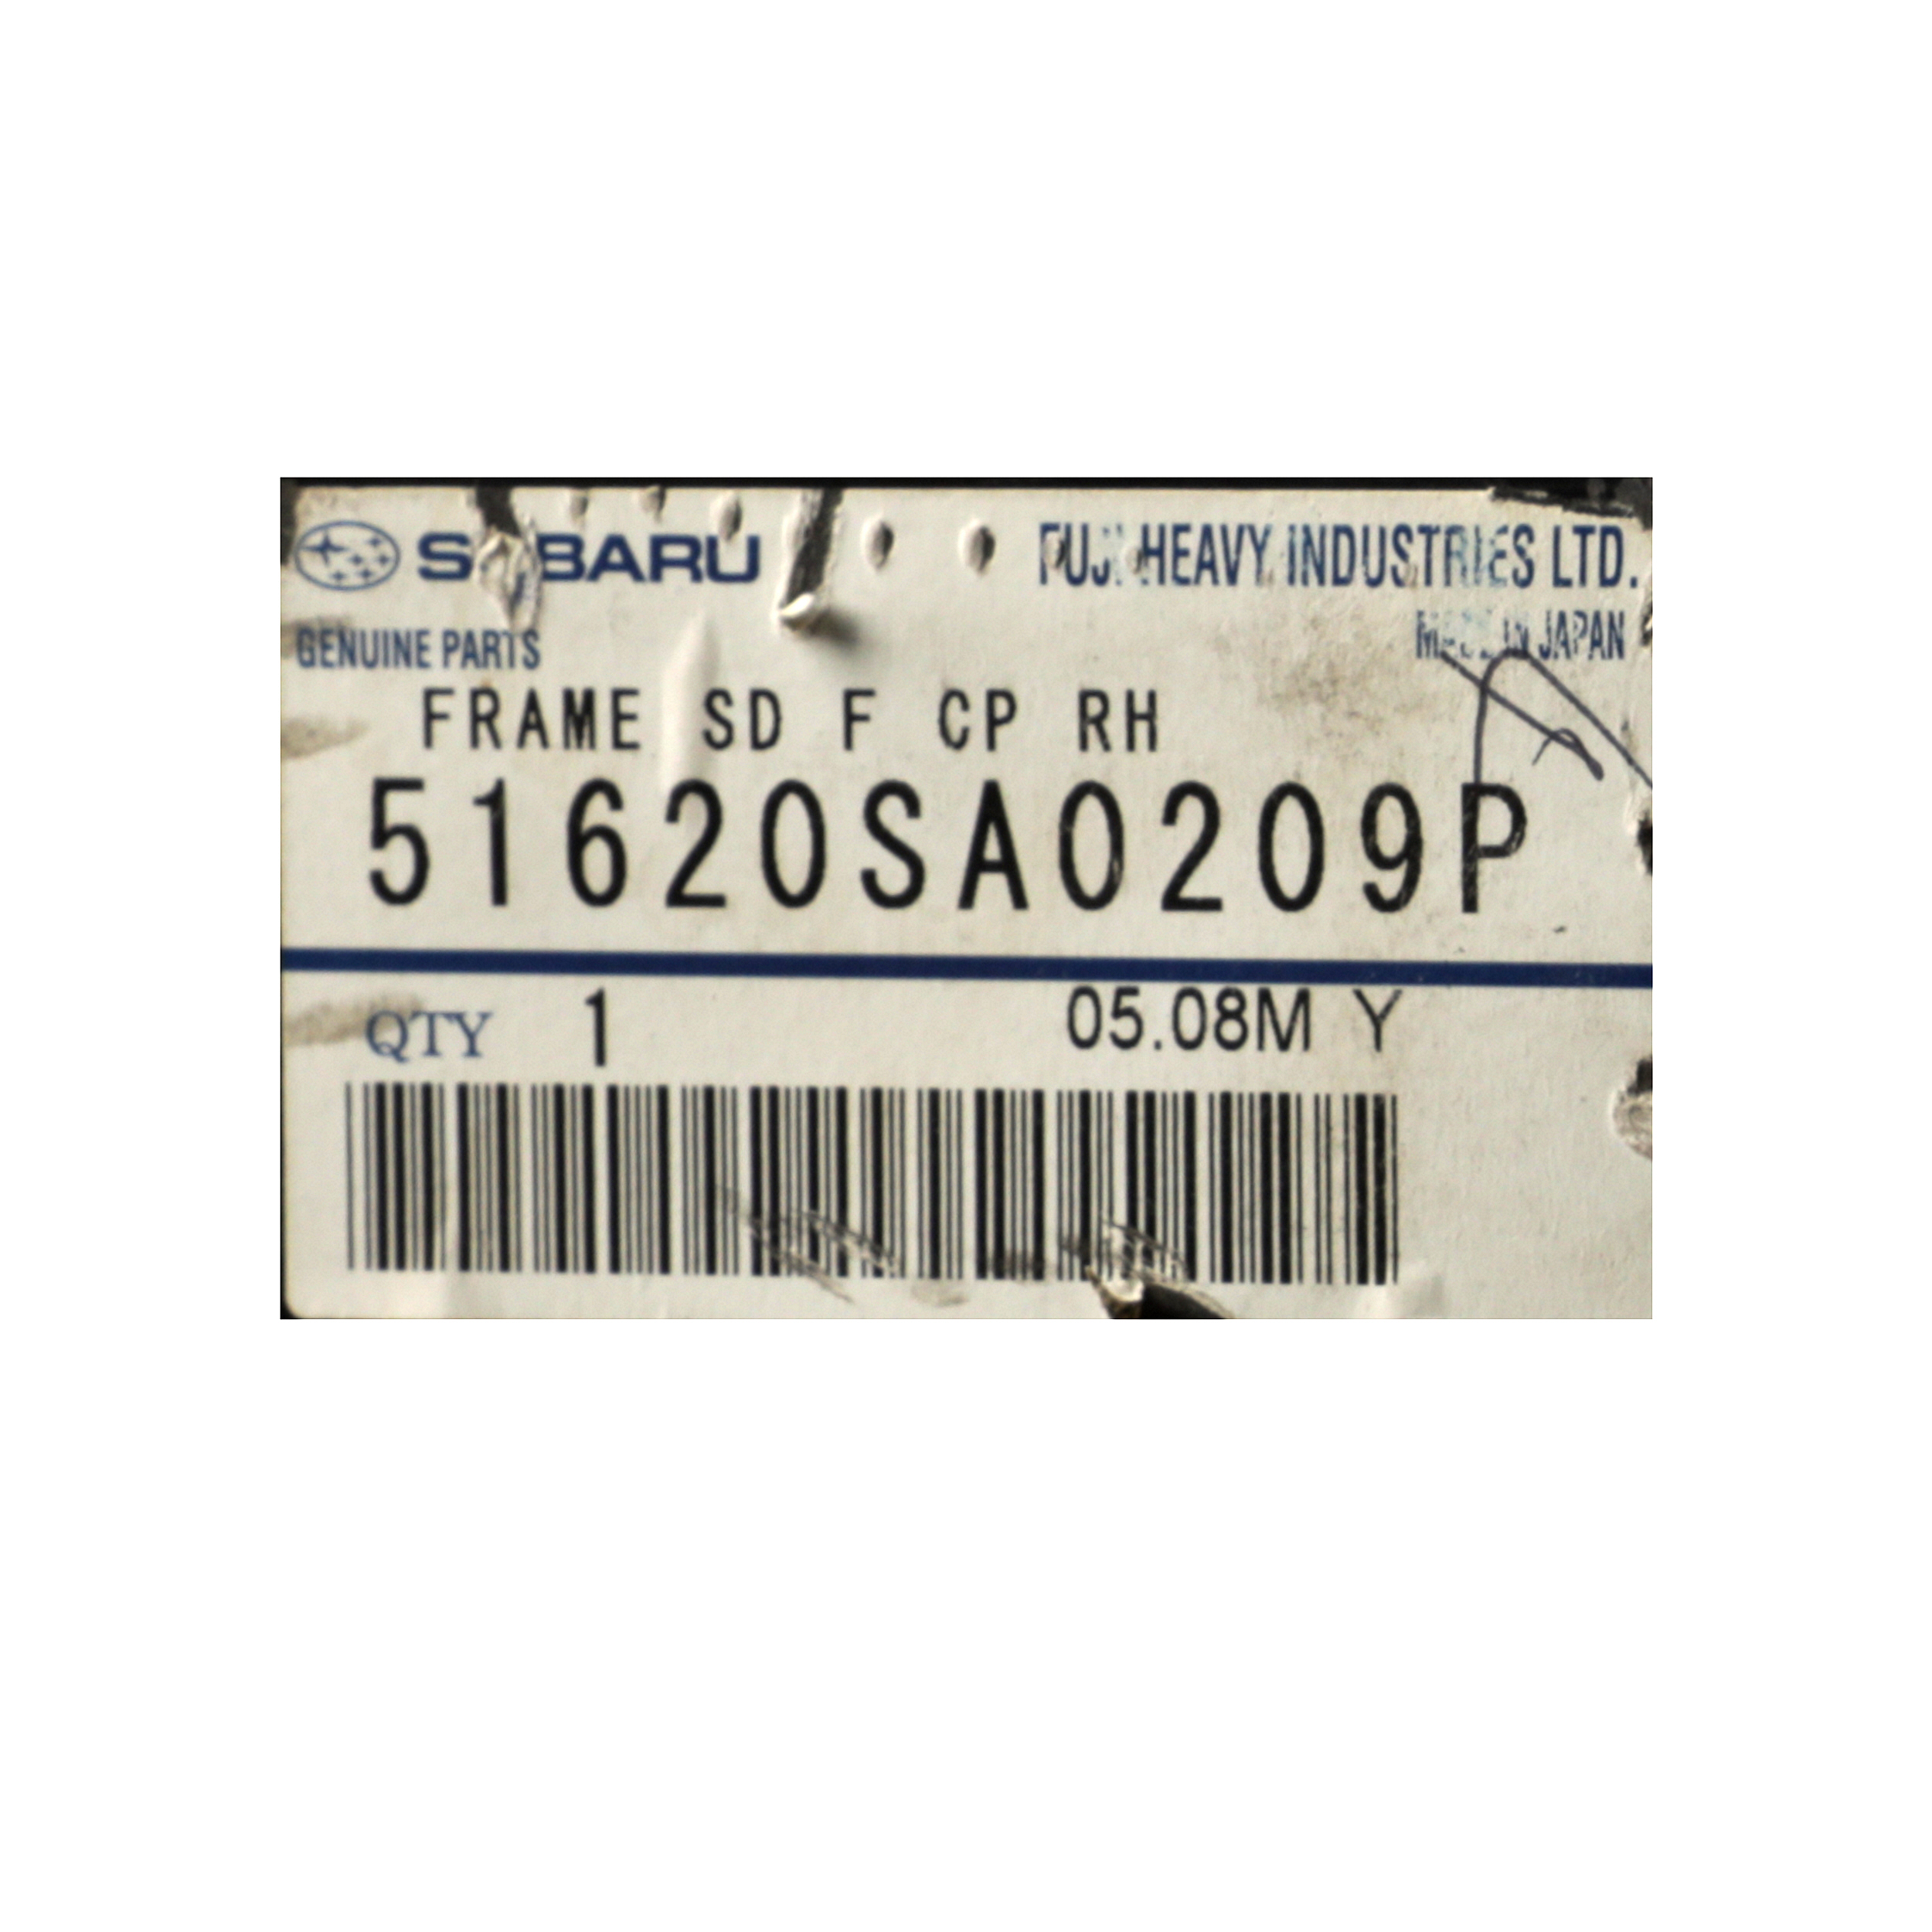 SUBARU
FUJI HEAVY INDUSTRIES LTD.
MADE IN JAPAN
GENUINE PARTS
FRAME SD F CP RH
51620SA0209P
QTY 1
05.08M Y